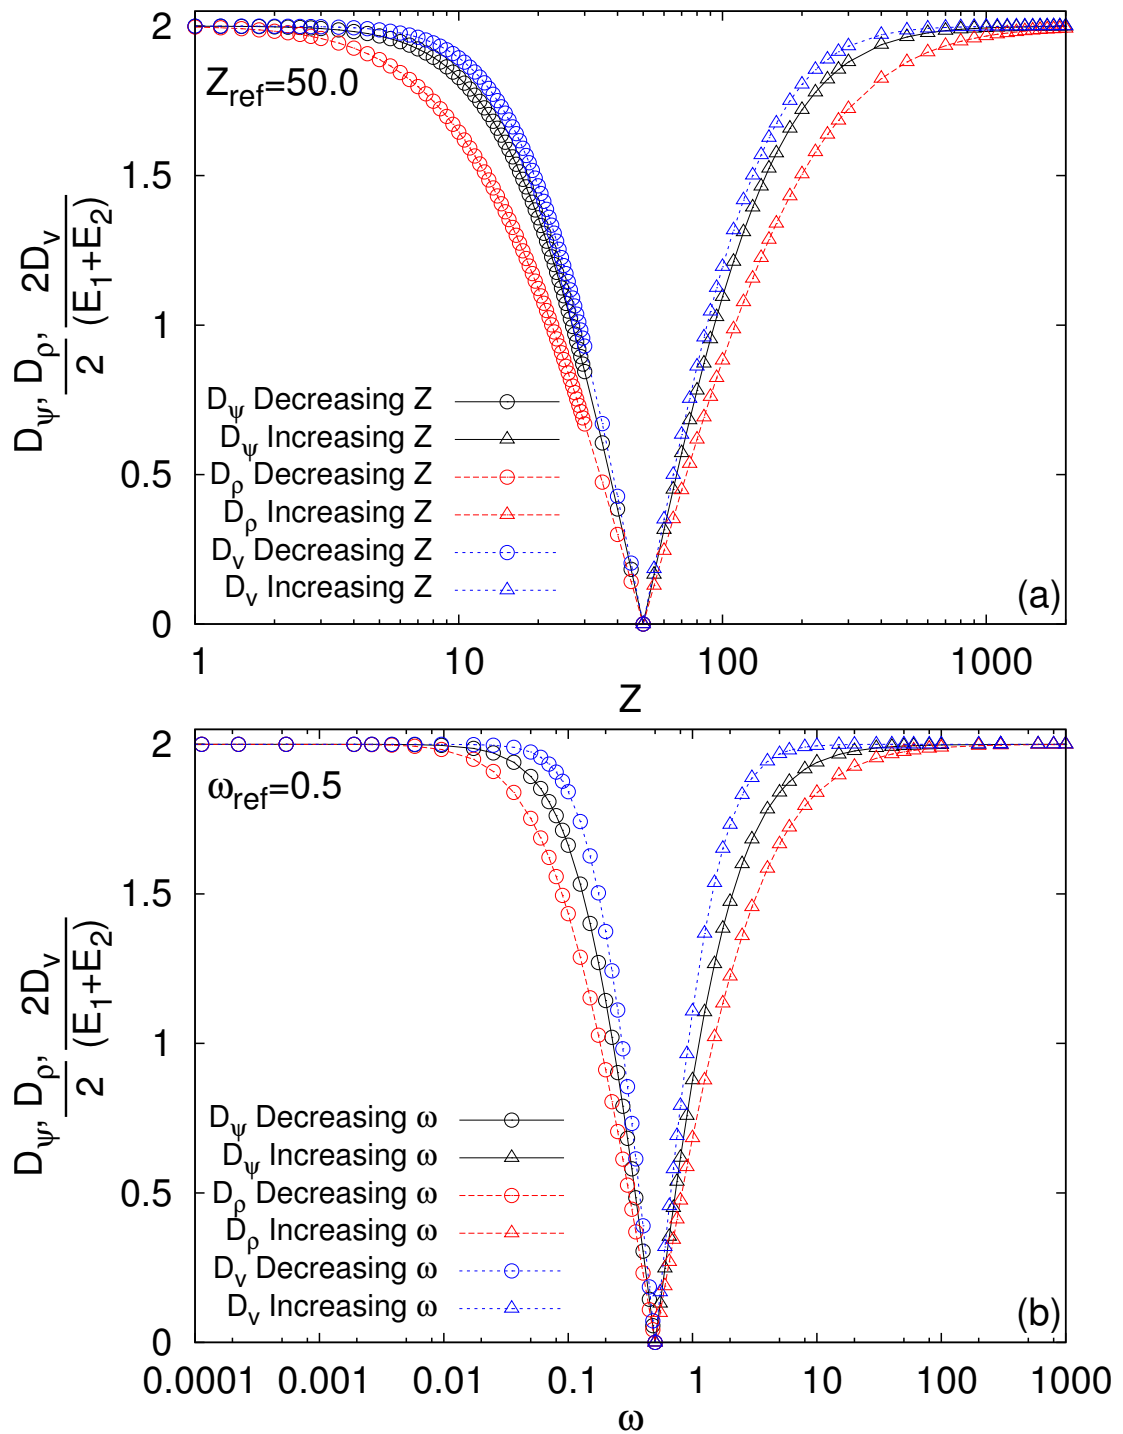 2
1.5
1
0.5
0
D_ψ, D_ρ/2, 2D_v/(E_1+E_2)
Z_ref=50.0
D_ψ Decreasing Z
D_ψ Increasing Z
D_ρ Decreasing Z
D_ρ Increasing Z
D_v Decreasing Z
D_v Increasing Z
(a)
1 10 100 1000
Z
2
1.5
1
0.5
0
D_ψ, D_ρ/2, 2D_v/(E_1+E_2)
ω_ref=0.5
D_ψ Decreasing ω
D_ψ Increasing ω
D_ρ Decreasing ω
D_ρ Increasing ω
D_v Decreasing ω
D_v Increasing ω
(b)
0.0001 0.001 0.01 0.1 1 10 100 1000
ω